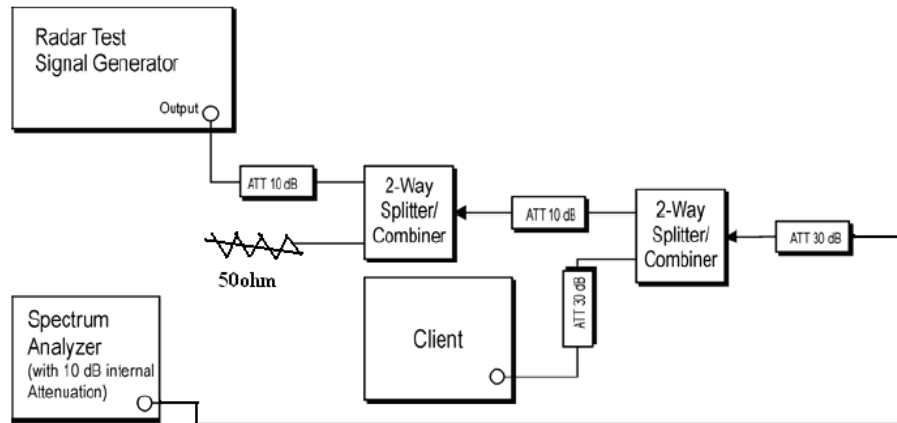 Radar Test
Signal Generator
Output
ATT 10 dB
2-Way
Splitter/
Combiner
ATT 10 dB
2-Way
Splitter/
Combiner
ATT 30 dB
50ohm
ATT 30 dB
Client
Spectrum
Analyzer
(with 10 dB internal
Attenuation)